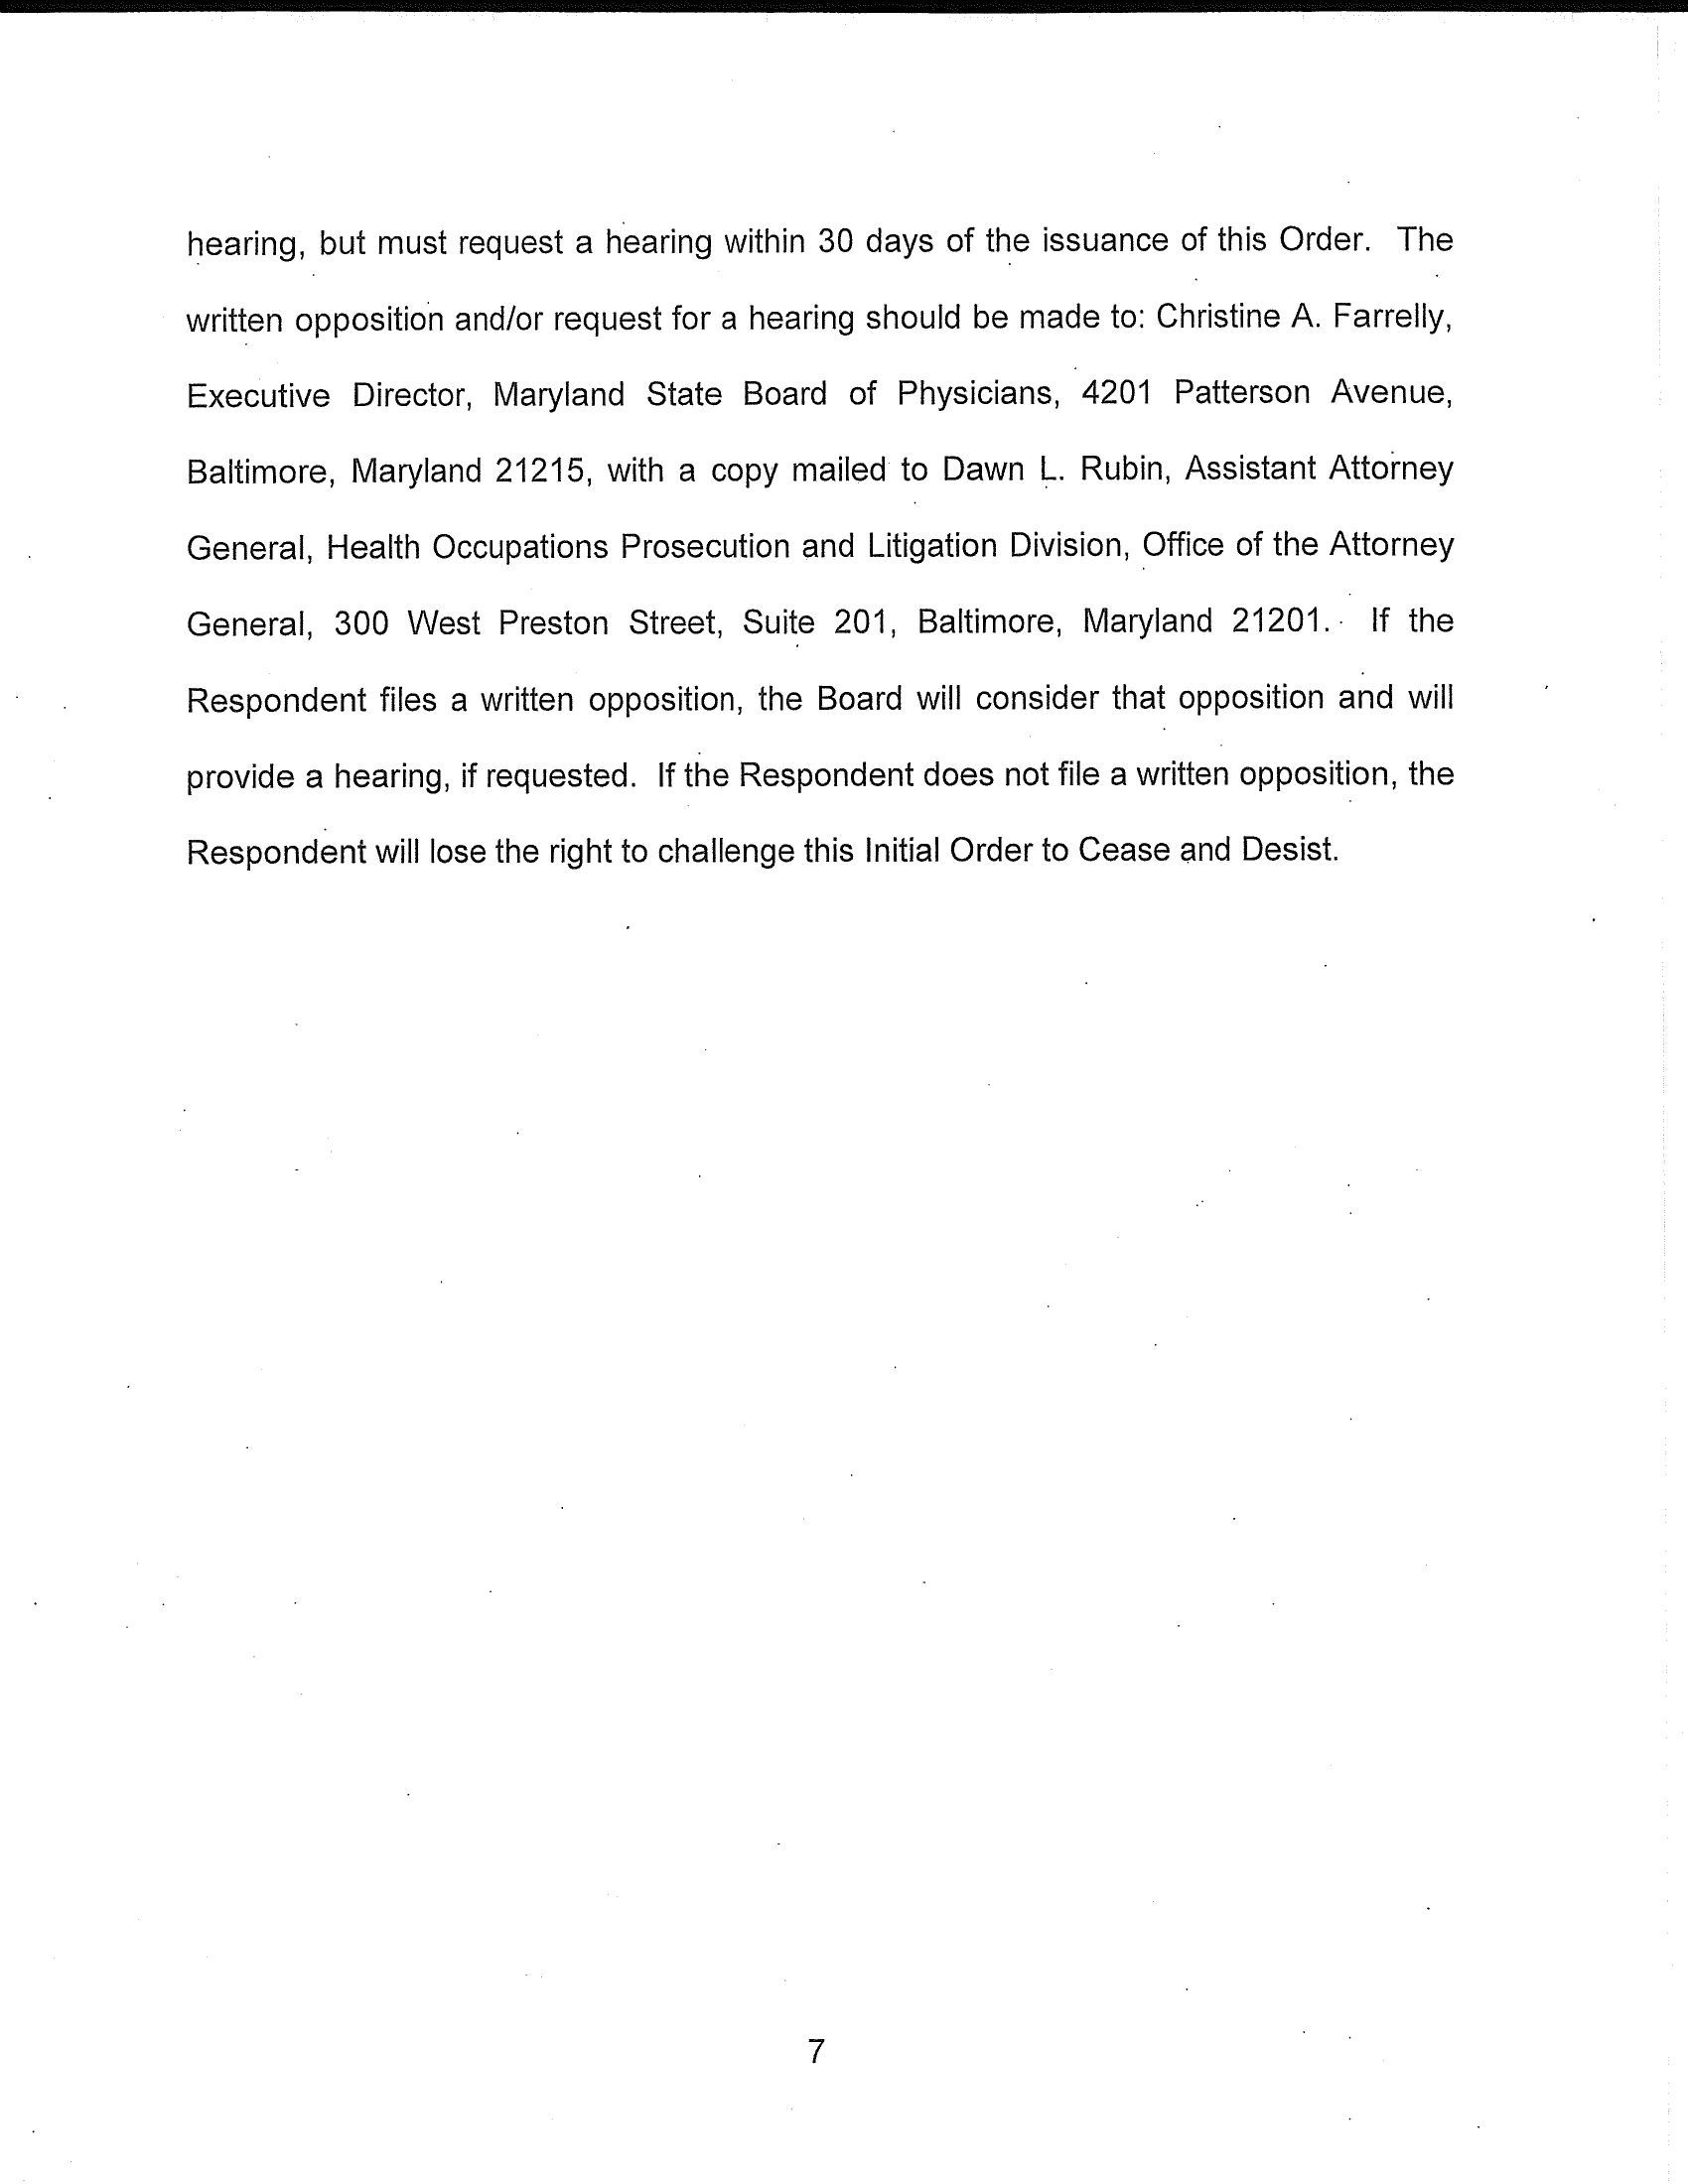 hearing, but must request a hearing within 30 days of the issuance of this Order. The
written opposition and/or request for a hearing should be made to: Christine A. Farrelly,
Executive Director, Maryland State Board of Physicians, 4201 Patterson Avenue,
Baltimore, Maryland 21215, with a copy mailed to Dawn L. Rubin, Assistant Attorney
General, Health Occupations Prosecution and Litigation Division, Office of the Attorney
General, 300 West Preston Street, Suite 201, Baltimore, Maryland 21201. If the
Respondent files a written opposition, the Board will consider that opposition and will
provide a hearing, if requested. If the Respondent does not file a written opposition, the
Respondent will lose the right to challenge this Initial Order to Cease and Desist.
7